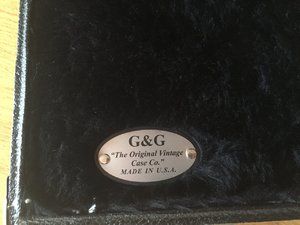 G&G
"The Original Vintage
Case Co."
MADE IN U.S.A.